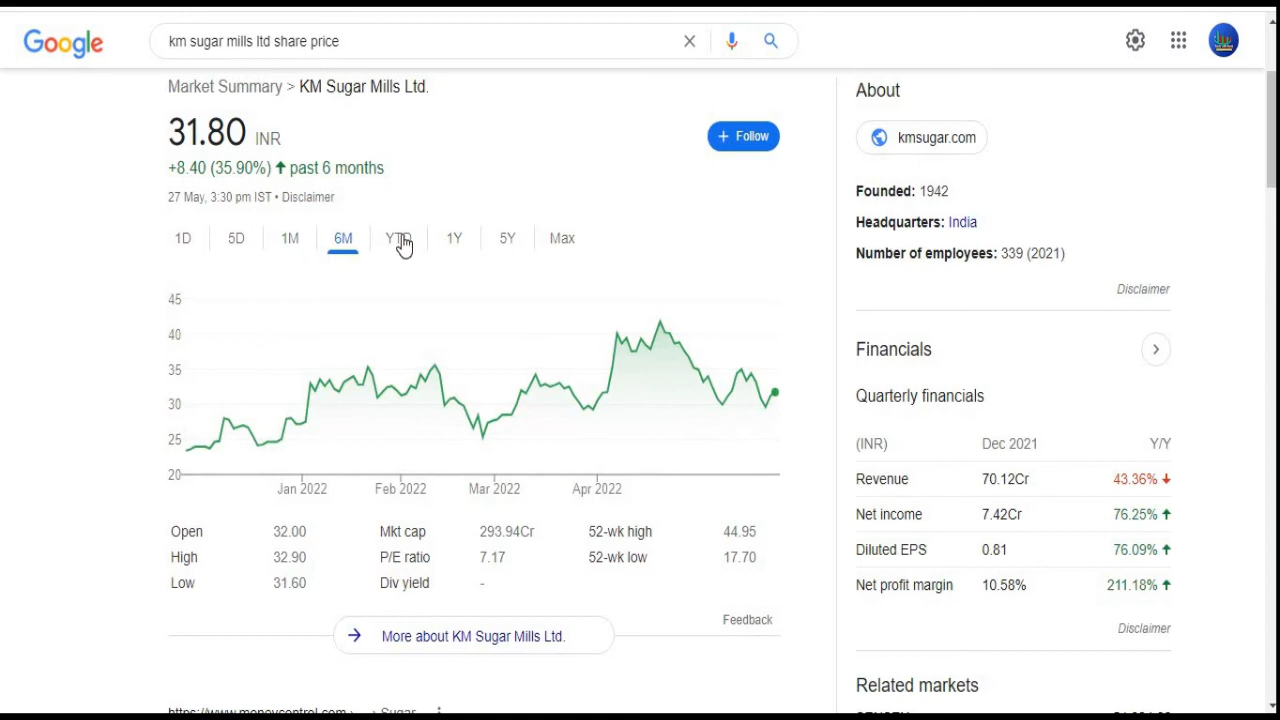 Google
km sugar mills ltd share price
Market Summary > KM Sugar Mills Ltd.
31.80 INR
+ Follow
+8.40 (35.90%) ↑ past 6 months
27 May, 3:30 pm IST • Disclaimer
1D 5D 1M 6M YTD 1Y 5Y Max
45
40
35
30
25
20
Jan 2022 Feb 2022 Mar 2022 Apr 2022
Open 32.00 Mkt cap 293.94Cr 52-wk high 44.95
High 32.90 P/E ratio 7.17 52-wk low 17.70
Low 31.60 Div yield -
Feedback
→ More about KM Sugar Mills Ltd.
https://www.moneycontrol.com › ... › Sugar
About
kmsugar.com
Founded: 1942
Headquarters: India
Number of employees: 339 (2021)
Disclaimer
Financials
Quarterly financials
(INR) Dec 2021 Y/Y
Revenue 70.12Cr 43.36% ↓
Net income 7.42Cr 76.25% ↑
Diluted EPS 0.81 76.09% ↑
Net profit margin 10.58% 211.18% ↑
Disclaimer
Related markets